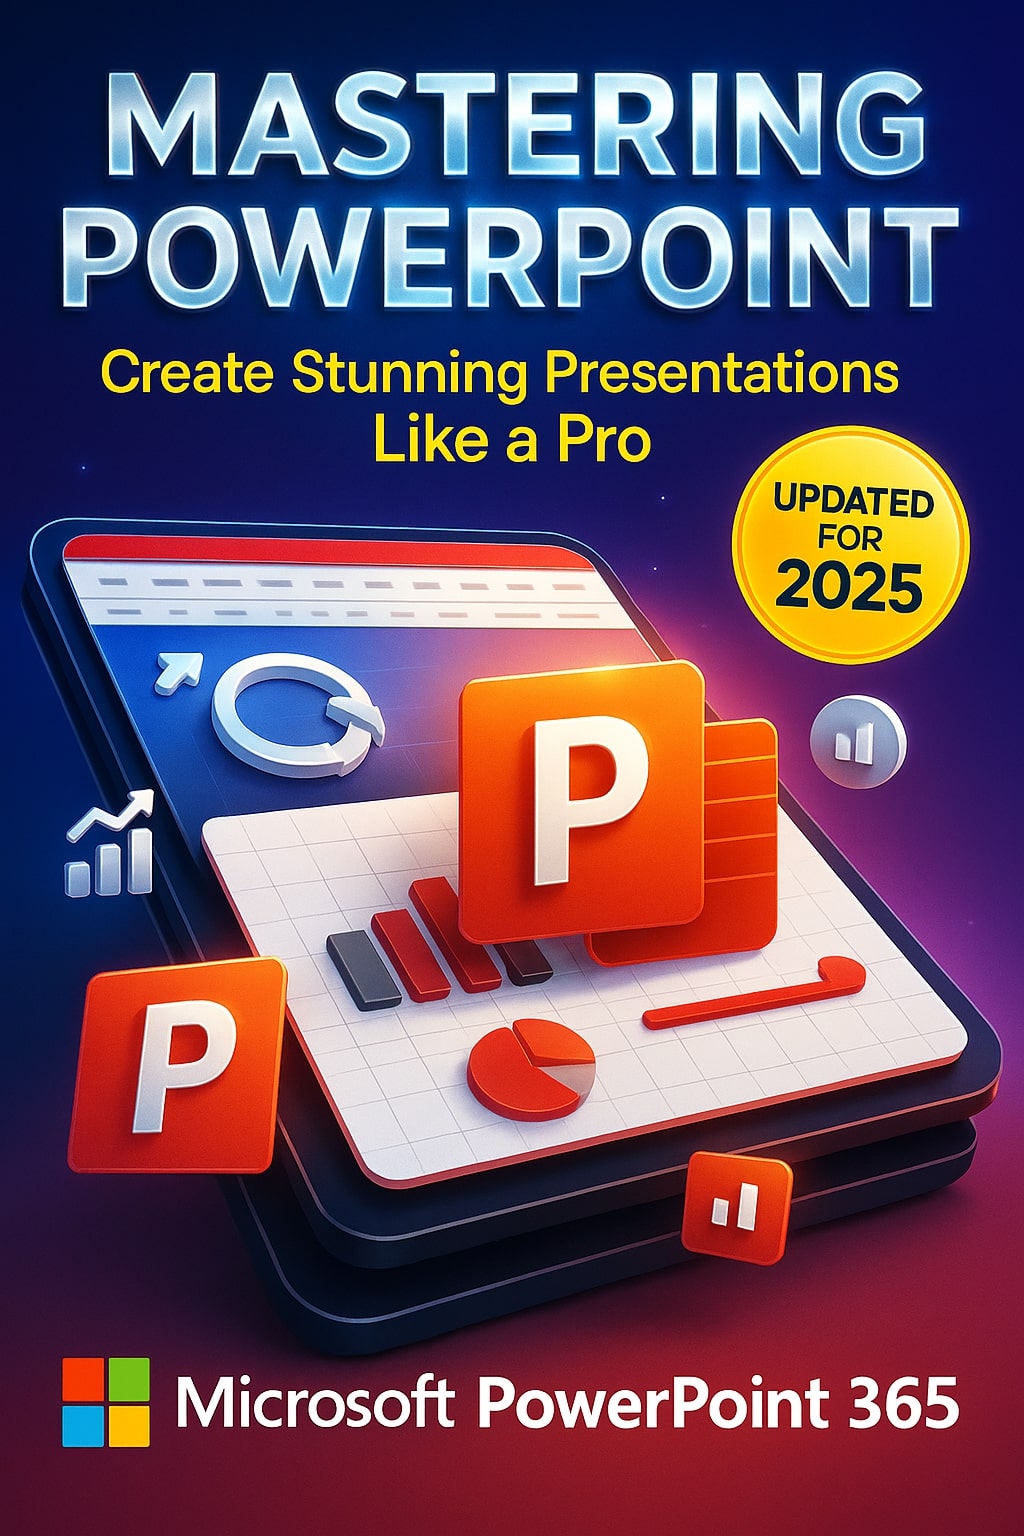 MASTERING
POWERPOINT
Create Stunning Presentations
Like a Pro
UPDATED
FOR
2025
P
P
Microsoft PowerPoint 365